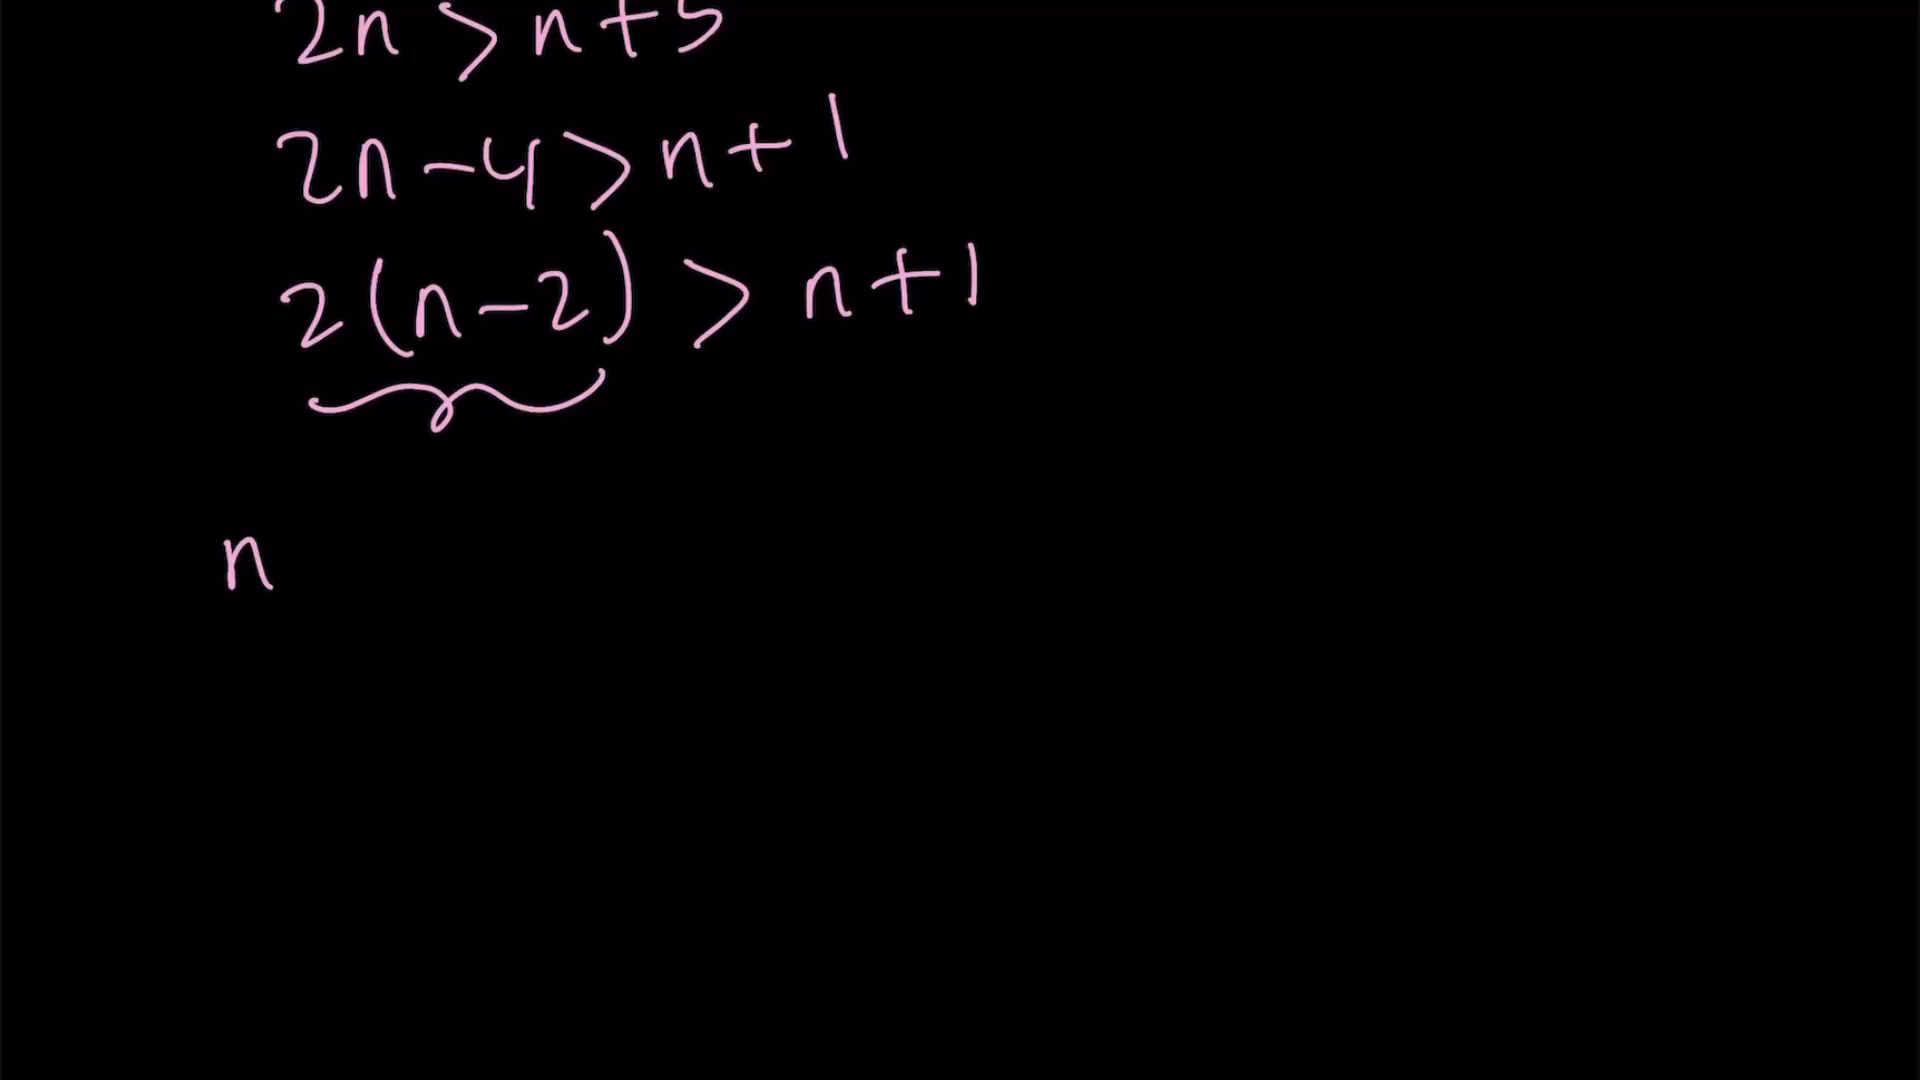 2n > n + 5
2n - 4 > n + 1
2(n - 2) > n + 1
n